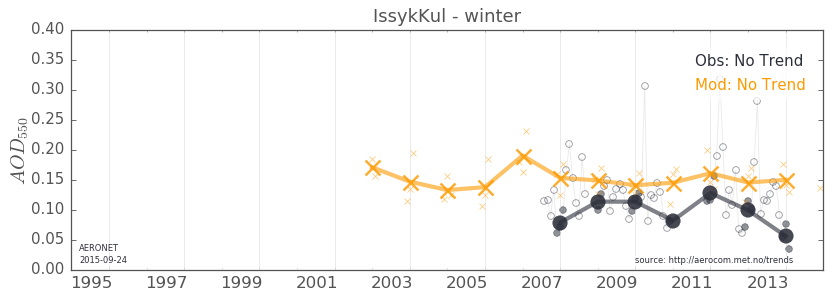 IssykKul - winter
0.40
0.35
0.30
0.25
0.20
0.15
0.10
0.05
0.00
AOD550
Obs: No Trend
Mod: No Trend
AERONET
2015-09-24
source: http://aerocom.met.no/trends
1995 1997 1999 2001 2003 2005 2007 2009 2011 2013